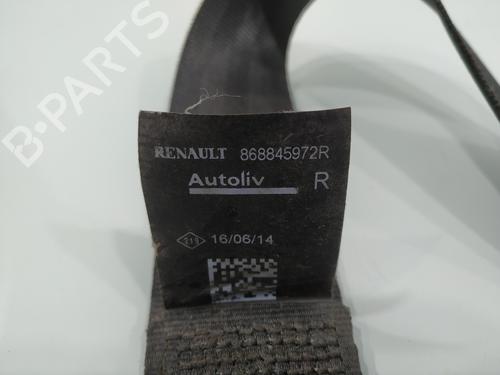 B-PARTS
RENAULT 868845972R
Autoliv R
16/06/14